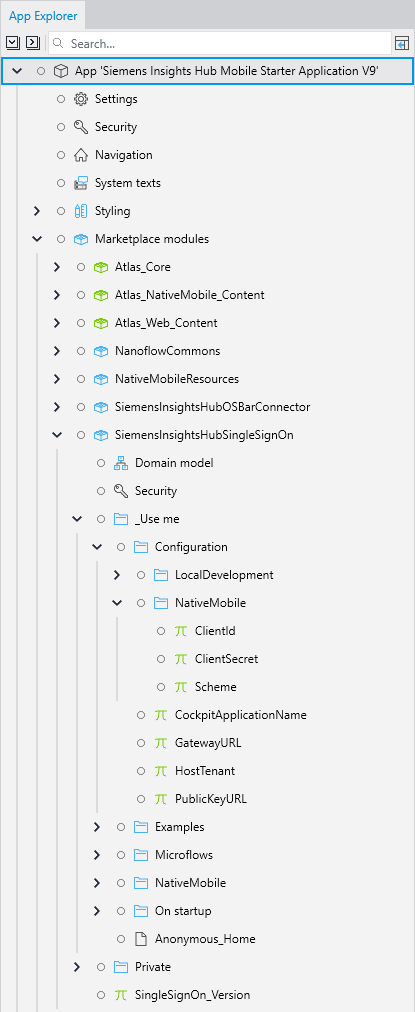 App Explorer
Search...
App 'Siemens Insights Hub Mobile Starter Application V9'
Settings
Security
Navigation
System texts
Styling
Marketplace modules
Atlas_Core
Atlas_NativeMobile_Content
Atlas_Web_Content
NanoflowCommons
NativeMobileResources
SiemensInsightsHubOSBarConnector
SiemensInsightsHubSingleSignOn
Domain model
Security
_Use me
Configuration
LocalDevelopment
NativeMobile
ClientId
ClientSecret
Scheme
CockpitApplicationName
GatewayURL
HostTenant
PublicKeyURL
Examples
Microflows
NativeMobile
On startup
Anonymous_Home
Private
SingleSignOn_Version